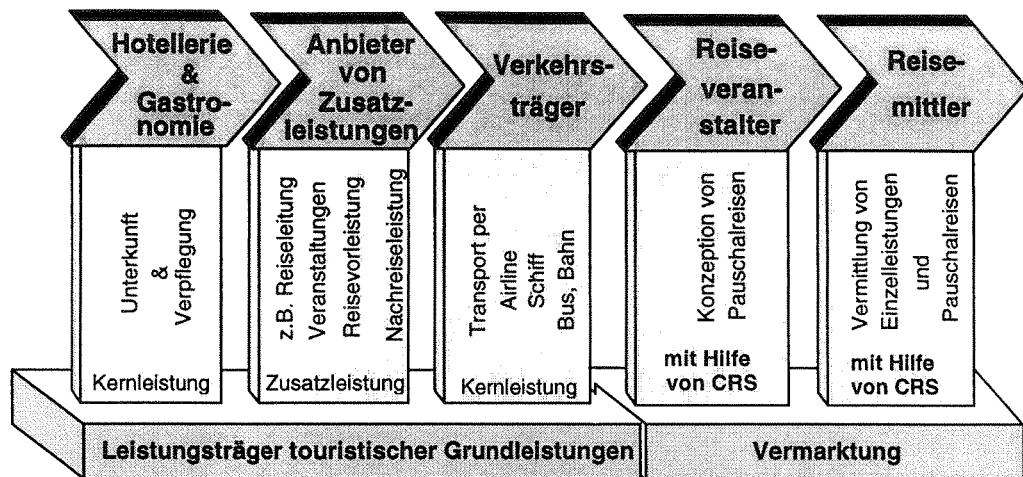 Hotellerie
&
Gastro-
nomie
Anbieter
von
Zusatz-
leistungen
Verkehrs-
träger
Reise-
veran-
stalter
Reise-
mittler
Unterkunft
&
Verpflegung
Kernleistung
z.B. Reiseleitung
Veranstaltungen
Reisevorleistung
Nachreiseleistung
Zusatzleistung
Transport per
Airline
Schiff
Bus, Bahn
Kernleistung
Konzeption von
Pauschalreisen
mit Hilfe
von CRS
Vermittlung von
Einzelleistungen
und
Pauschalreisen
mit Hilfe
von CRS
Leistungsträger touristischer Grundleistungen
Vermarktung